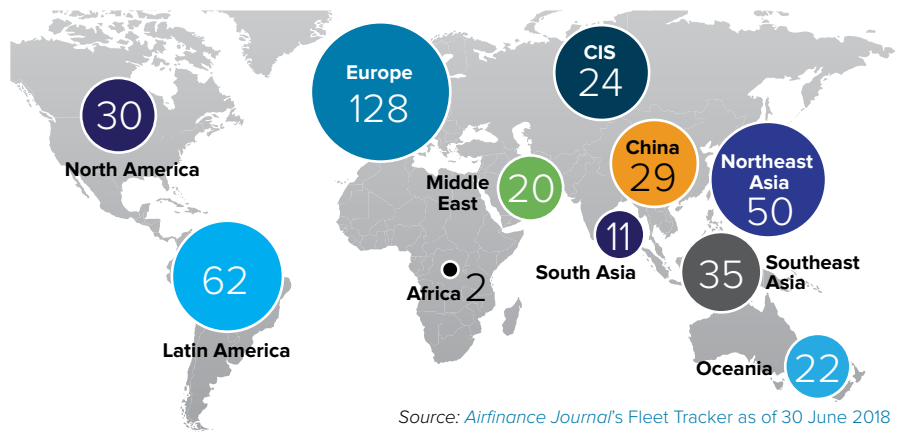 30
North America
62
Latin America
Europe
128
Middle
East
20
Africa 2
CIS
24
China
29
Northeast
Asia
50
11
South Asia
35
Southeast
Asia
Oceania
22
Source: Airfinance Journal's Fleet Tracker as of 30 June 2018